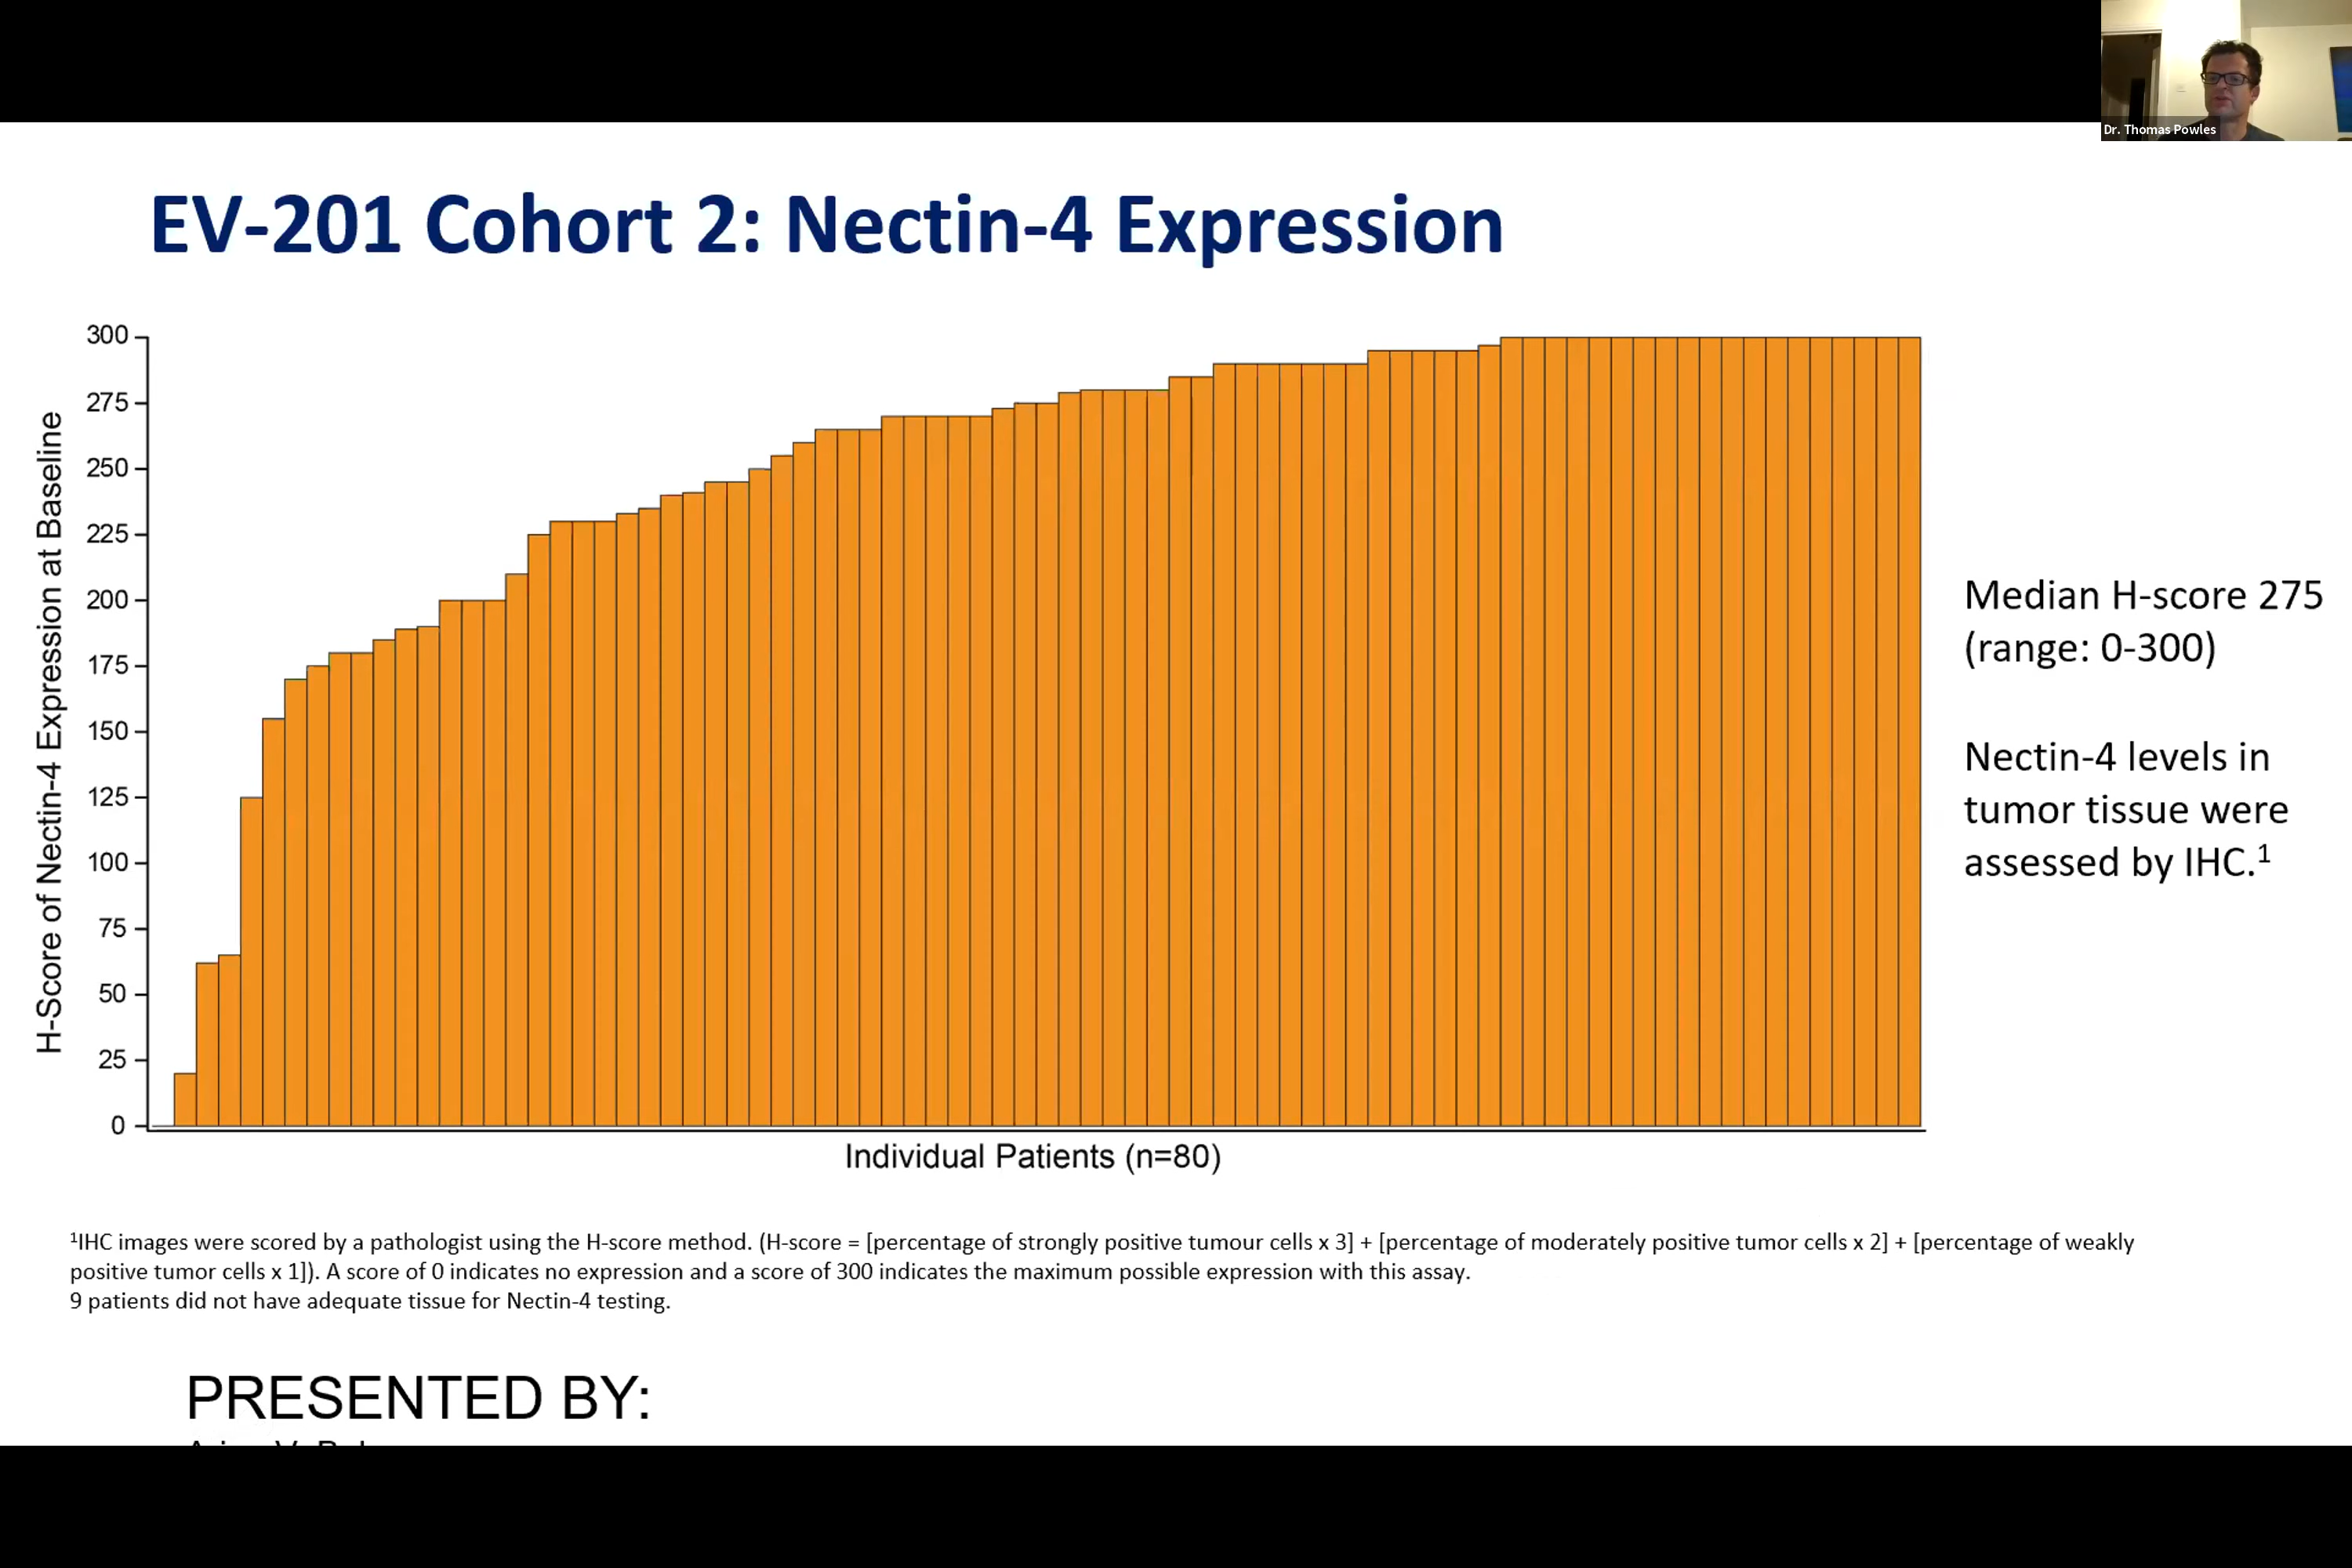 Dr. Thomas Powles
EV-201 Cohort 2: Nectin-4 Expression
H-Score of Nectin-4 Expression at Baseline
300
275
250
225
200
175
150
125
100
75
50
25
0
Individual Patients (n=80)
Median H-score 275
(range: 0-300)
Nectin-4 levels in
tumor tissue were
assessed by IHC.¹
¹IHC images were scored by a pathologist using the H-score method. (H-score = [percentage of strongly positive tumour cells x 3] + [percentage of moderately positive tumor cells x 2] + [percentage of weakly
positive tumor cells x 1]). A score of 0 indicates no expression and a score of 300 indicates the maximum possible expression with this assay.
9 patients did not have adequate tissue for Nectin-4 testing.
PRESENTED BY: